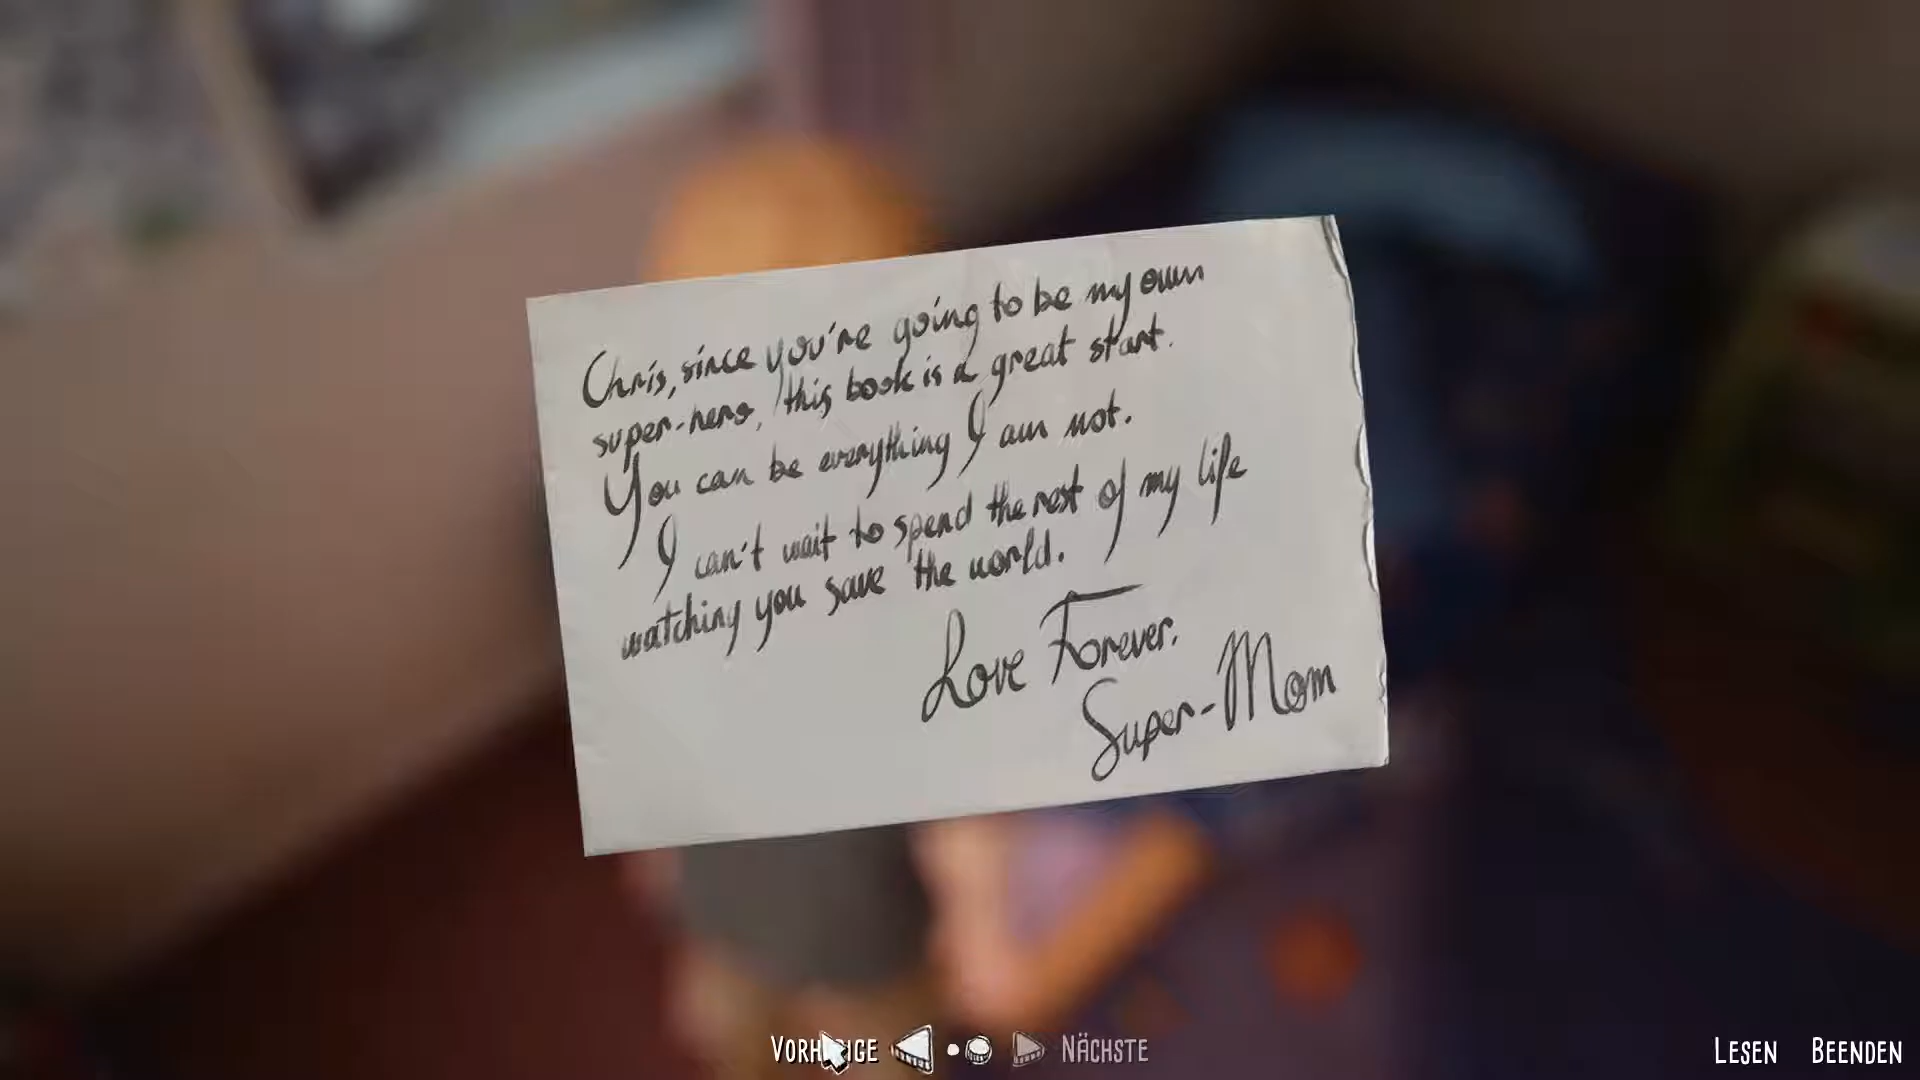 Chris, since you're going to be my own
super-hero, this book is a great start.
You can be everything I am not.
I can't wait to spend the rest of my life
watching you save the world.
Love Forever.
Super-Mom
VORHERIGE
NÄCHSTE
LESEN BEENDEN